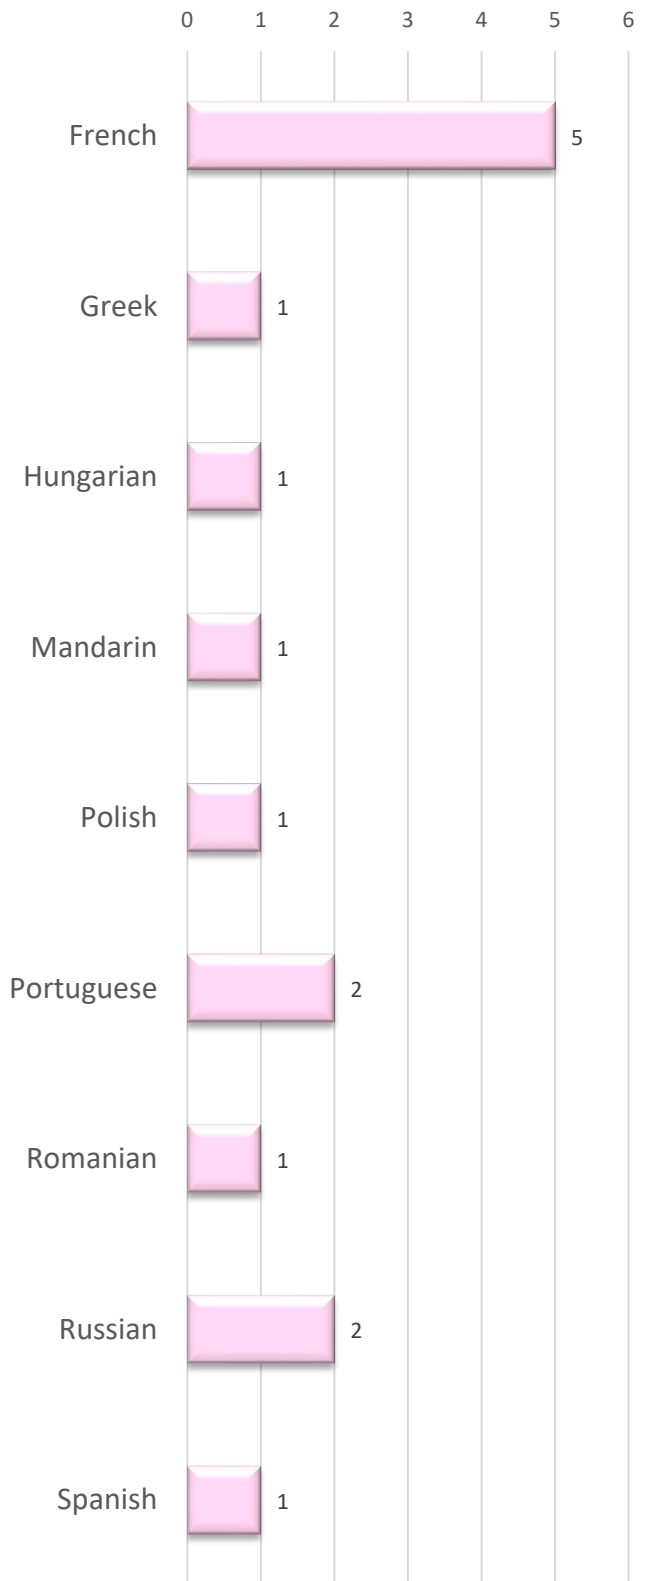 0 1 2 3 4 5 6
French 5
Greek 1
Hungarian 1
Mandarin 1
Polish 1
Portuguese 2
Romanian 1
Russian 2
Spanish 1